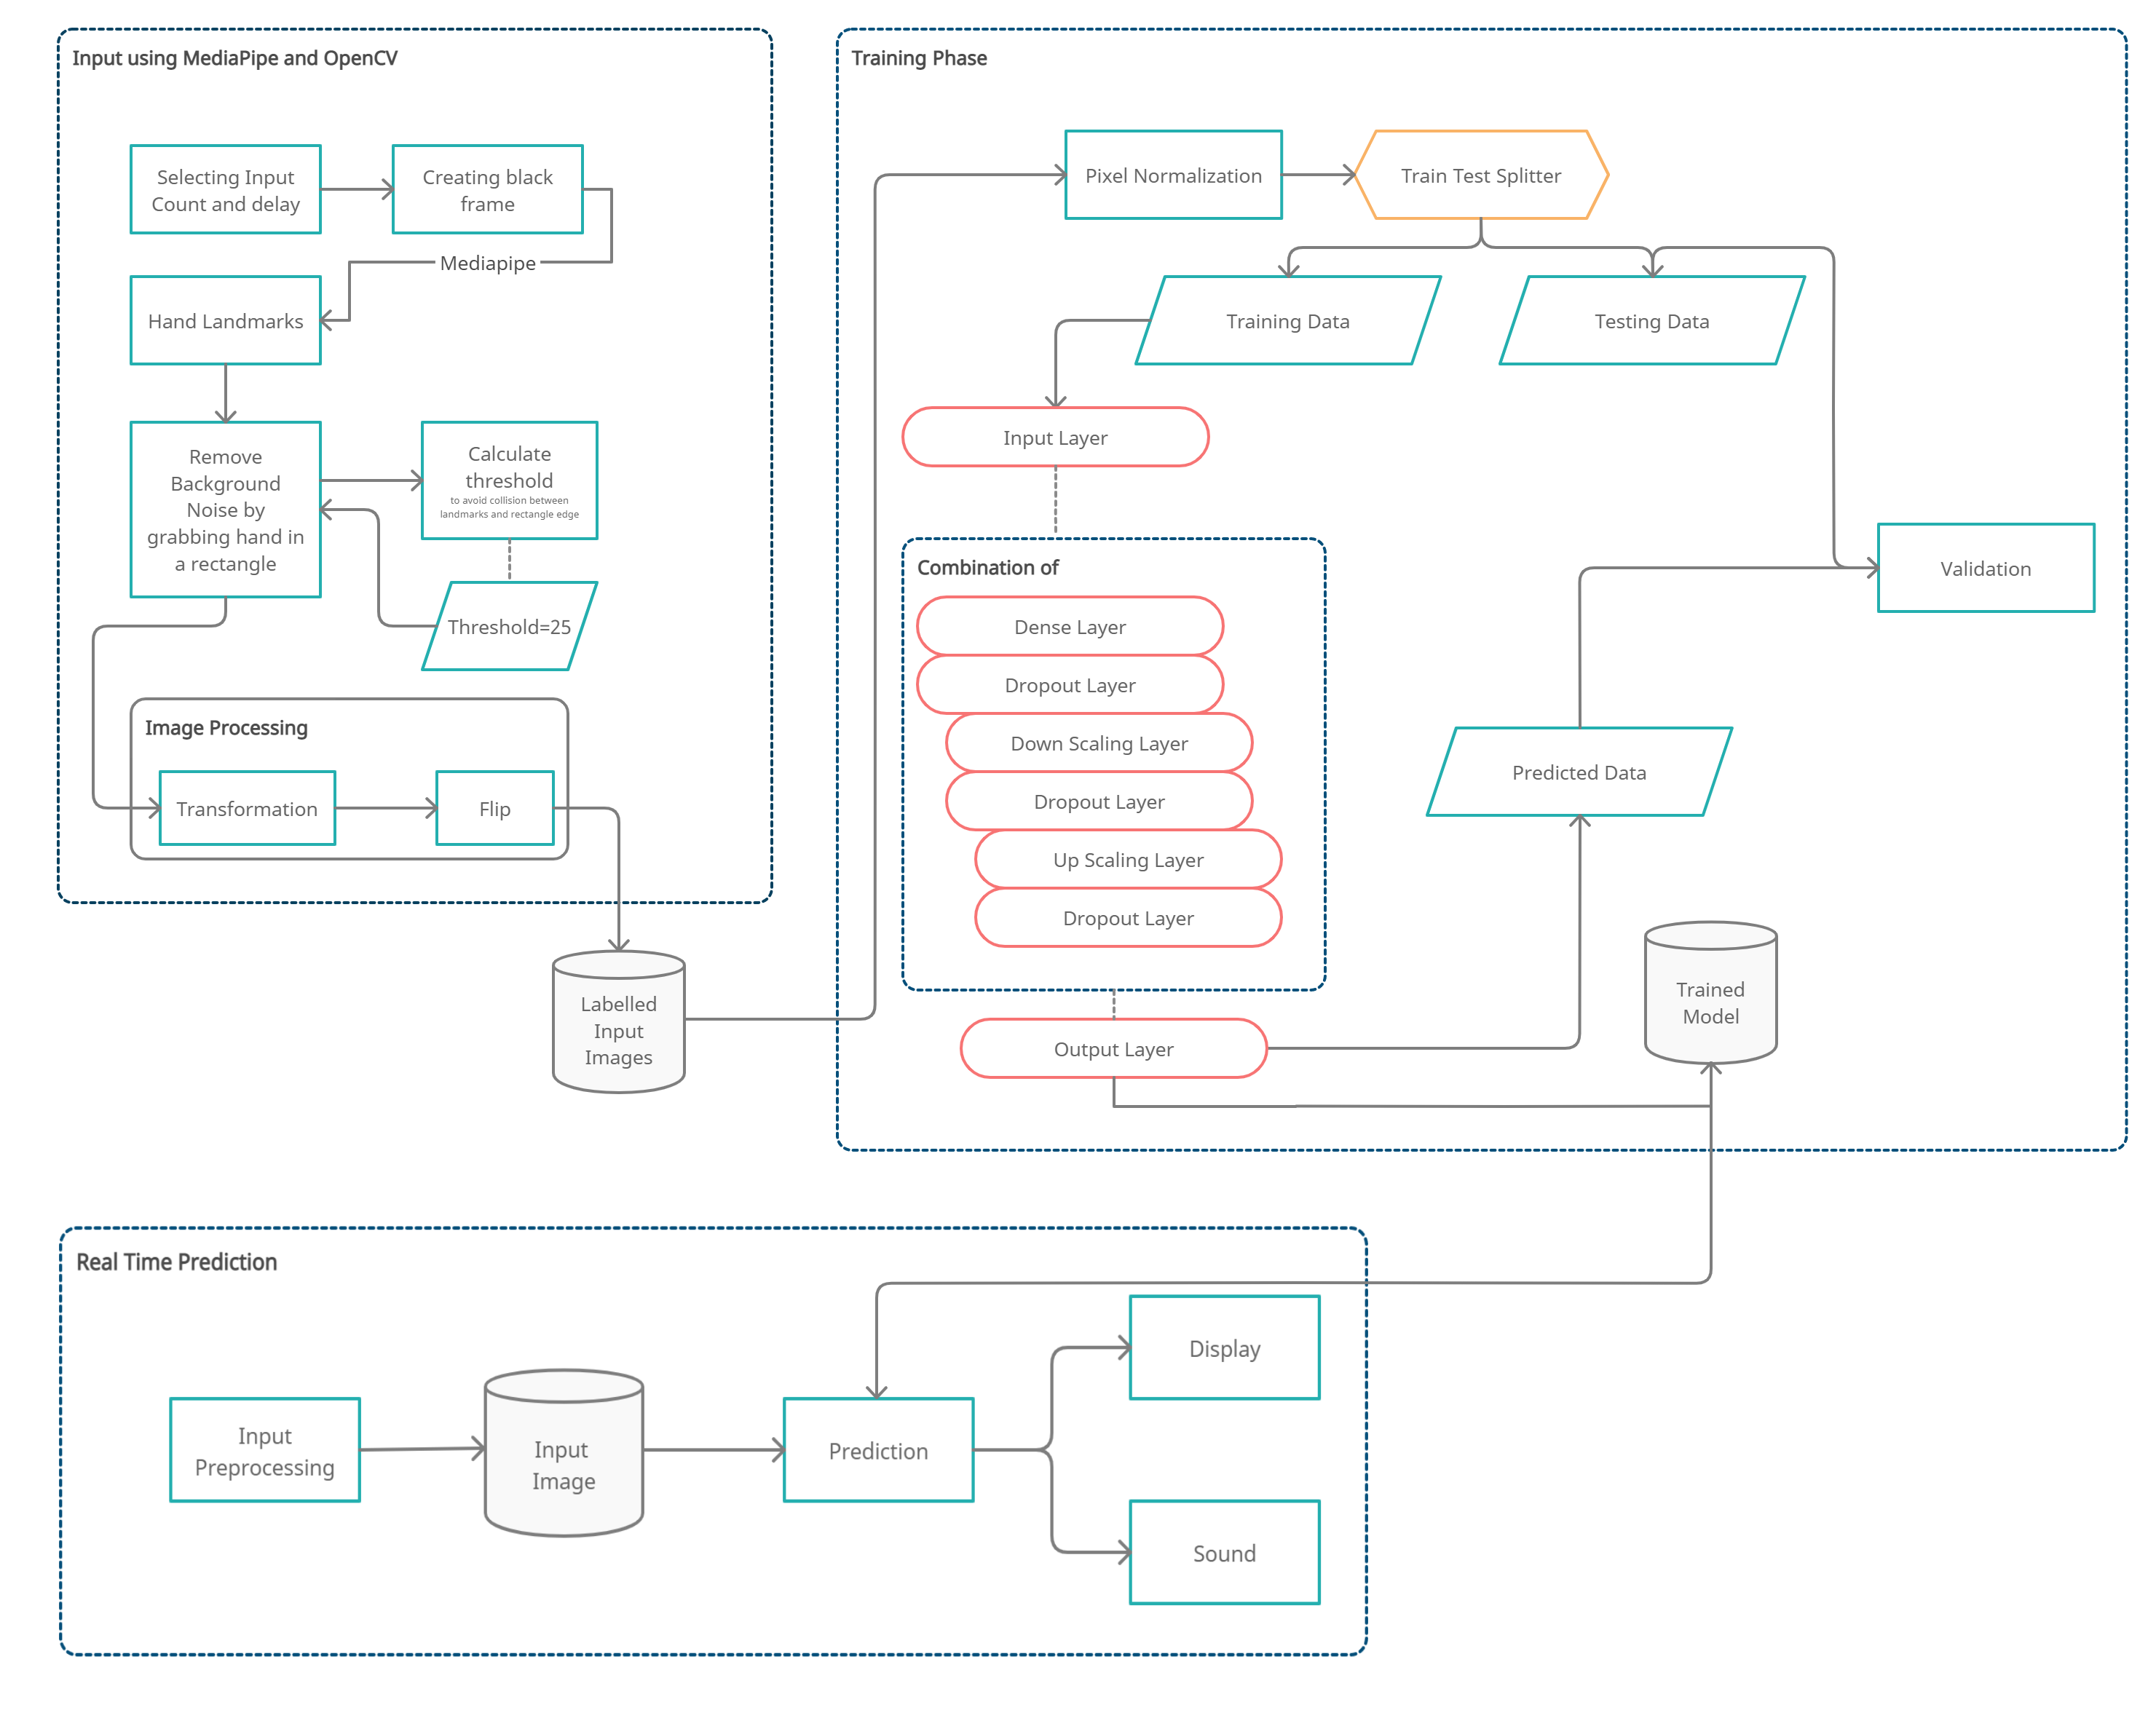 Input using MediaPipe and OpenCV
Selecting Input
Count and delay
Creating black
frame
Mediapipe
Hand Landmarks
Remove
Background
Noise by
grabbing hand in
a rectangle
Calculate
threshold
to avoid collision between
landmarks and rectangle edge
Threshold=25
Image Processing
Transformation
Flip
Labelled
Input
Images
Training Phase
Pixel Normalization
Train Test Splitter
Training Data
Testing Data
Input Layer
Combination of
Dense Layer
Dropout Layer
Down Scaling Layer
Dropout Layer
Up Scaling Layer
Dropout Layer
Output Layer
Validation
Predicted Data
Trained
Model
Real Time Prediction
Input
Preprocessing
Input
Image
Prediction
Display
Sound